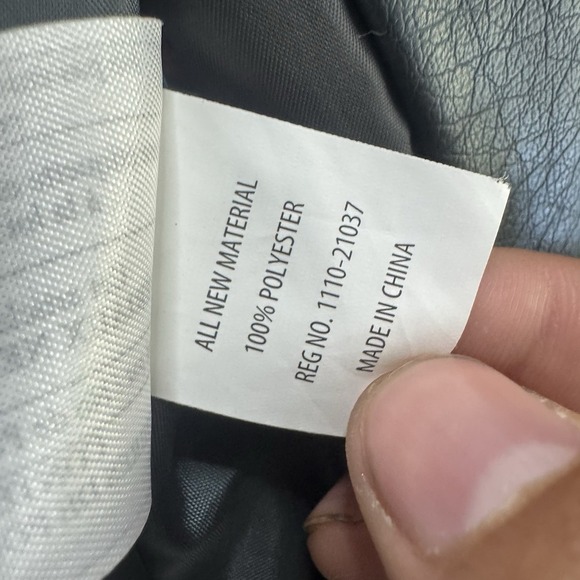 ALL NEW MATERIAL
100% POLYESTER
REG NO. 1110-21037
MADE IN CHINA